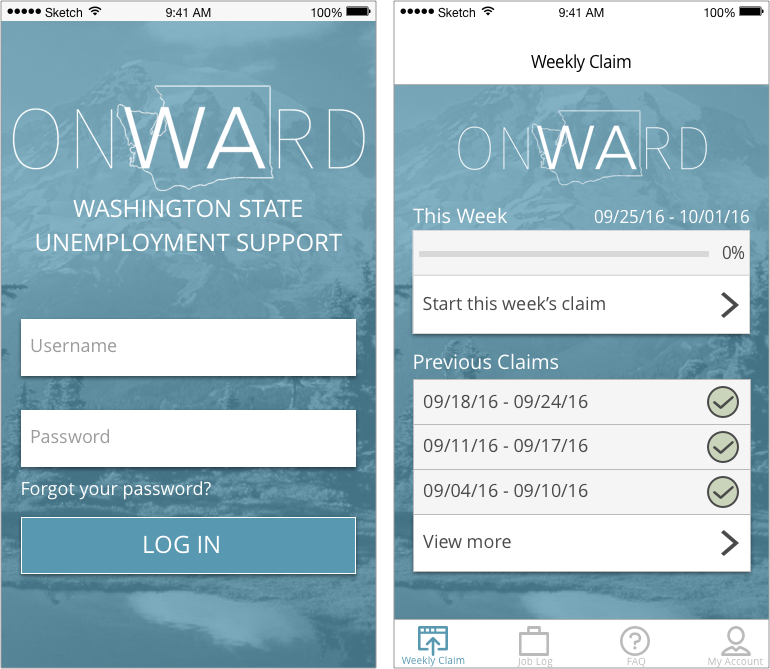 Sketch 9:41 AM 100%
ONWARD
WASHINGTON STATE
UNEMPLOYMENT SUPPORT
Username
Password
Forgot your password?
LOG IN
Sketch 9:41 AM 100%
Weekly Claim
ONWARD
This Week 09/25/16 - 10/01/16
0%
Start this week’s claim
Previous Claims
09/18/16 - 09/24/16
09/11/16 - 09/17/16
09/04/16 - 09/10/16
View more
Weekly Claim Job Log FAQ My Account